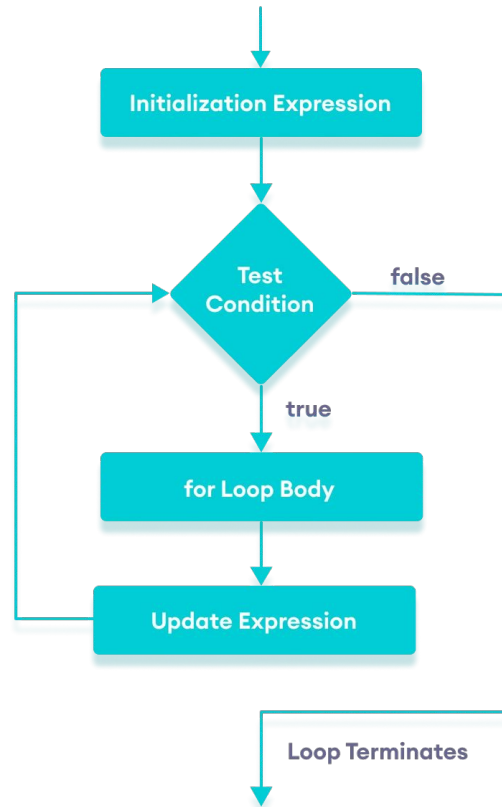 Initialization Expression
Test
Condition
false
true
for Loop Body
Update Expression
Loop Terminates